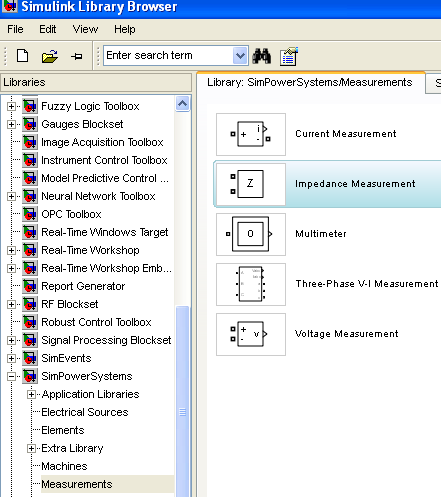 Simulink Library Browser
File Edit View Help
Enter search term
Libraries
Library: SimPowerSystems/Measurements
S
Fuzzy Logic Toolbox
Gauges Blockset
Image Acquisition Toolbox
Instrument Control Toolbox
Model Predictive Control ...
Neural Network Toolbox
OPC Toolbox
Real-Time Windows Target
Real-Time Workshop
Real-Time Workshop Emb...
Report Generator
RF Blockset
Robust Control Toolbox
Signal Processing Blockset
SimEvents
SimPowerSystems
Application Libraries
Electrical Sources
Elements
Extra Library
Machines
Measurements
+ i -
Current Measurement
Z
Impedance Measurement
0
Multimeter
Three-Phase V-I Measurement
+ - v
Voltage Measurement